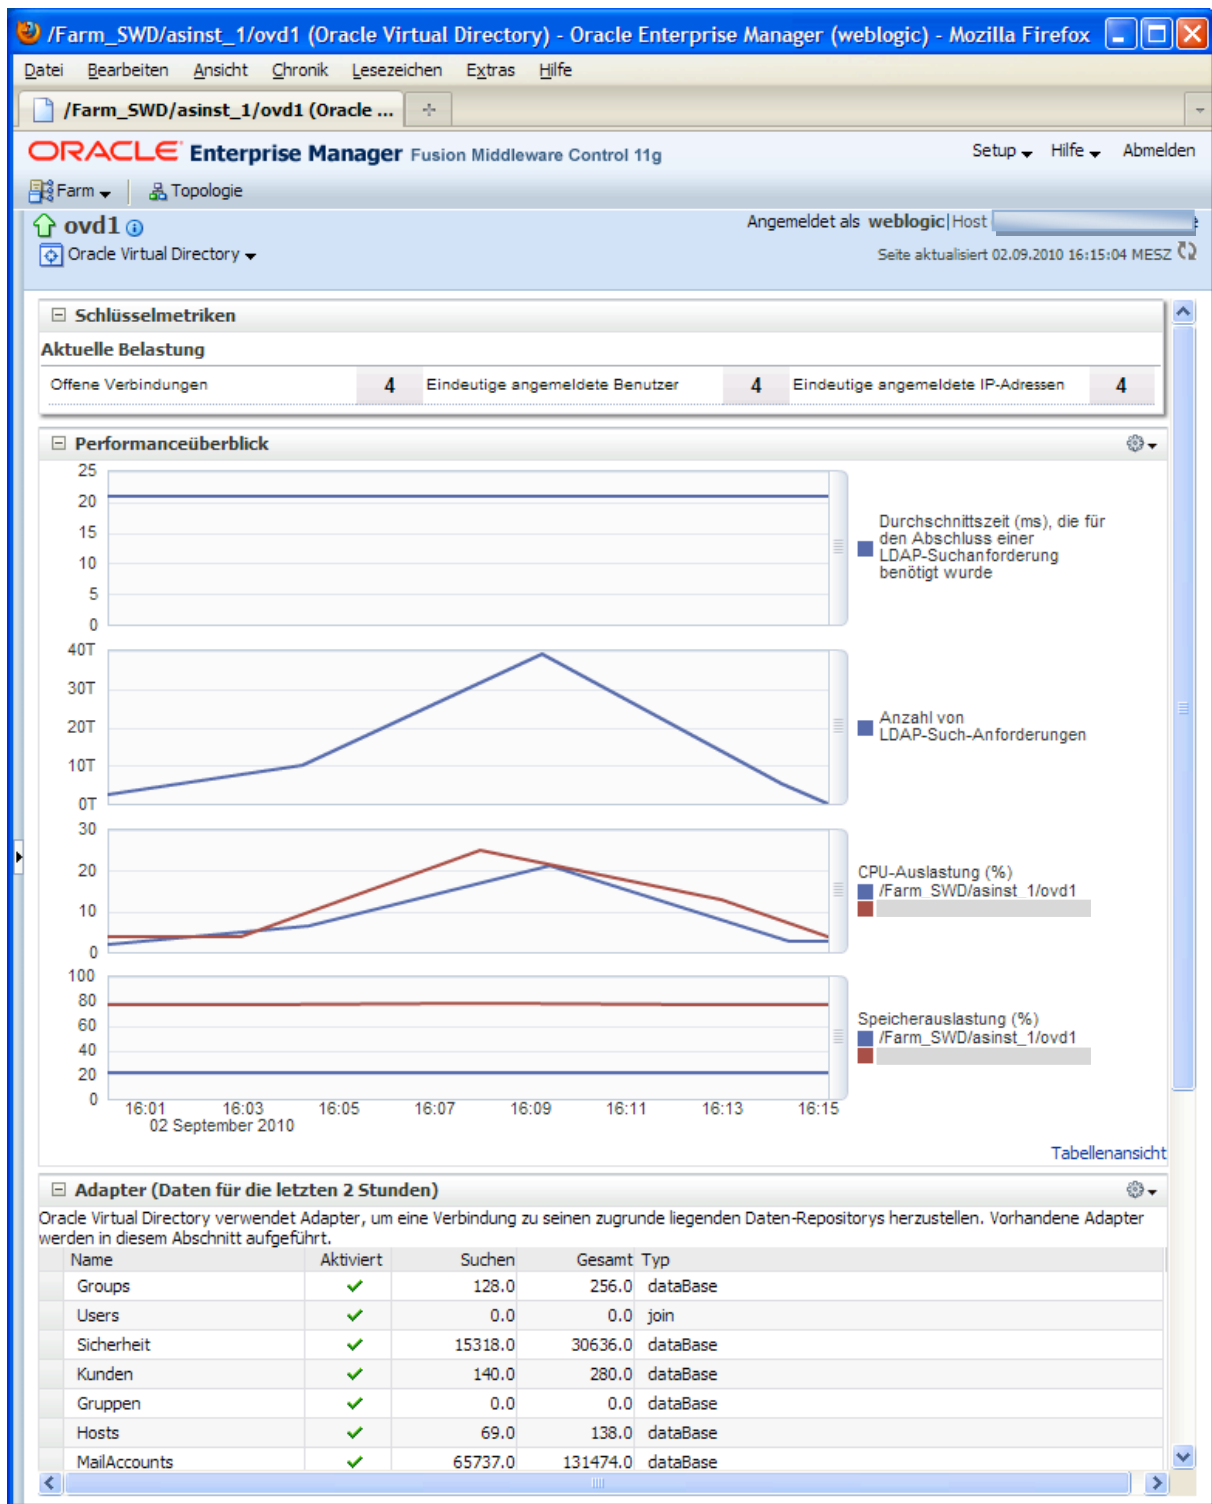 /Farm_SWD/asinst_1/ovd1 (Oracle Virtual Directory) - Oracle Enterprise Manager (weblogic) - Mozilla Firefox
Datei Bearbeiten Ansicht Chronik Lesezeichen Extras Hilfe
/Farm_SWD/asinst_1/ovd1 (Oracle ...
ORACLE Enterprise Manager Fusion Middleware Control 11g Setup Hilfe Abmelden
Farm Topologie
ovd1 Angemeldet als weblogic|Host
Oracle Virtual Directory Seite aktualisiert 02.09.2010 16:15:04 MESZ
Schlüsselmetriken
Aktuelle Belastung
Offene Verbindungen 4 Eindeutige angemeldete Benutzer 4 Eindeutige angemeldete IP-Adressen 4
Performanceüberblick
25
20
15
10
5
0
Durchschnittszeit (ms), die für
den Abschluss einer
LDAP-Suchanforderung
benötigt wurde
40T
30T
20T
10T
0T
Anzahl von
LDAP-Such-Anforderungen
30
20
10
0
CPU-Auslastung (%)
/Farm_SWD/asinst_1/ovd1
100
80
60
40
20
0
Speicherauslastung (%)
/Farm_SWD/asinst_1/ovd1
16:01 16:03 16:05 16:07 16:09 16:11 16:13 16:15
02 September 2010
Tabellenansicht
Adapter (Daten für die letzten 2 Stunden)
Oracle Virtual Directory verwendet Adapter, um eine Verbindung zu seinen zugrunde liegenden Daten-Repositorys herzustellen. Vorhandene Adapter
werden in diesem Abschnitt aufgeführt.
Name Aktiviert Suchen Gesamt Typ
Groups 128.0 256.0 dataBase
Users 0.0 0.0 join
Sicherheit 15318.0 30636.0 dataBase
Kunden 140.0 280.0 dataBase
Gruppen 0.0 0.0 dataBase
Hosts 69.0 138.0 dataBase
MailAccounts 65737.0 131474.0 dataBase